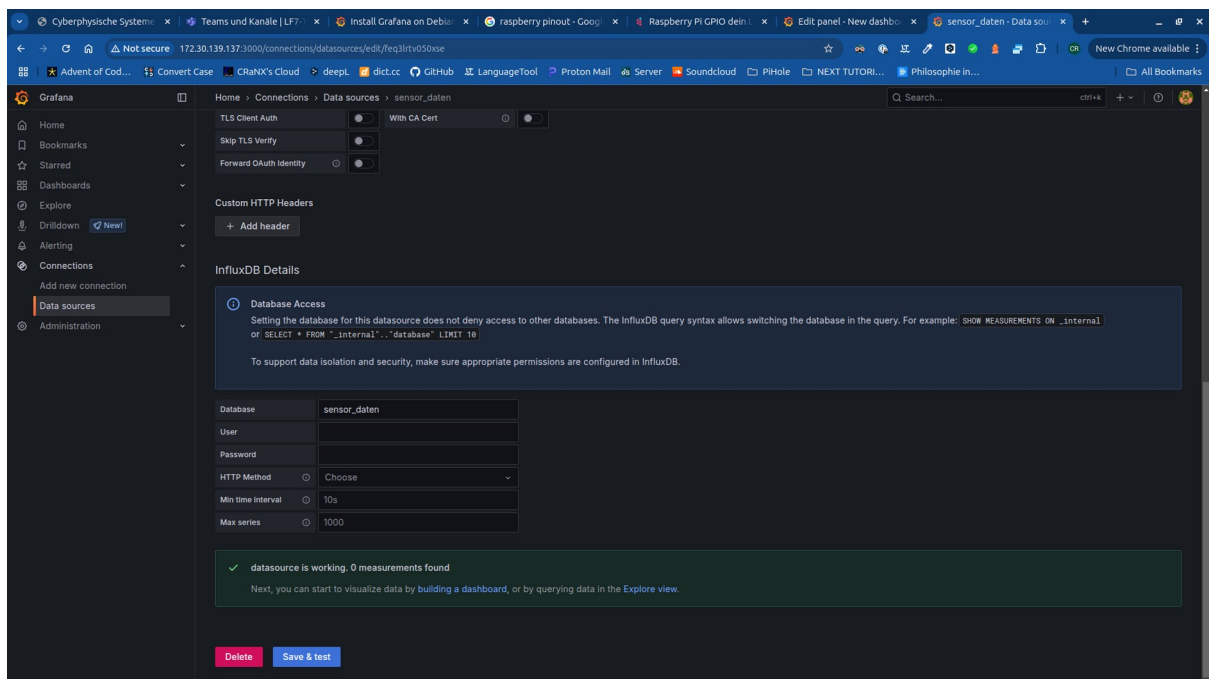 Cyberphysische Systeme
Teams und Kanäle | LF7-
Install Grafana on Debian
raspberry pinout - Googl
Raspberry Pi GPIO dein L
Edit panel - New dashbo
sensor_daten - Data sour
Not secure 172.30.139.137:3000/connections/datasources/edit/feq3lrtv050xse
CR New Chrome available
Advent of Cod... Convert Case CRaNX's Cloud deepL dict.cc GitHub LanguageTool Proton Mail Server Soundcloud PiHole NEXT TUTORI... Philosophie in... All Bookmarks
Grafana
Home › Connections › Data sources › sensor_daten
Search... ctrl+k
Home
Bookmarks
Starred
Dashboards
Explore
Drilldown New!
Alerting
Connections
Add new connection
Data sources
Administration
TLS Client Auth With CA Cert
Skip TLS Verify
Forward OAuth Identity
Custom HTTP Headers
+ Add header
InfluxDB Details
Database Access
Setting the database for this datasource does not deny access to other databases. The InfluxDB query syntax allows switching the database in the query. For example: SHOW MEASUREMENTS ON _internal
or SELECT * FROM "_internal".."database" LIMIT 10
To support data isolation and security, make sure appropriate permissions are configured in InfluxDB.
Database sensor_daten
User
Password
HTTP Method Choose
Min time interval 10s
Max series 1000
datasource is working. 0 measurements found
Next, you can start to visualize data by building a dashboard, or by querying data in the Explore view.
Delete Save & test